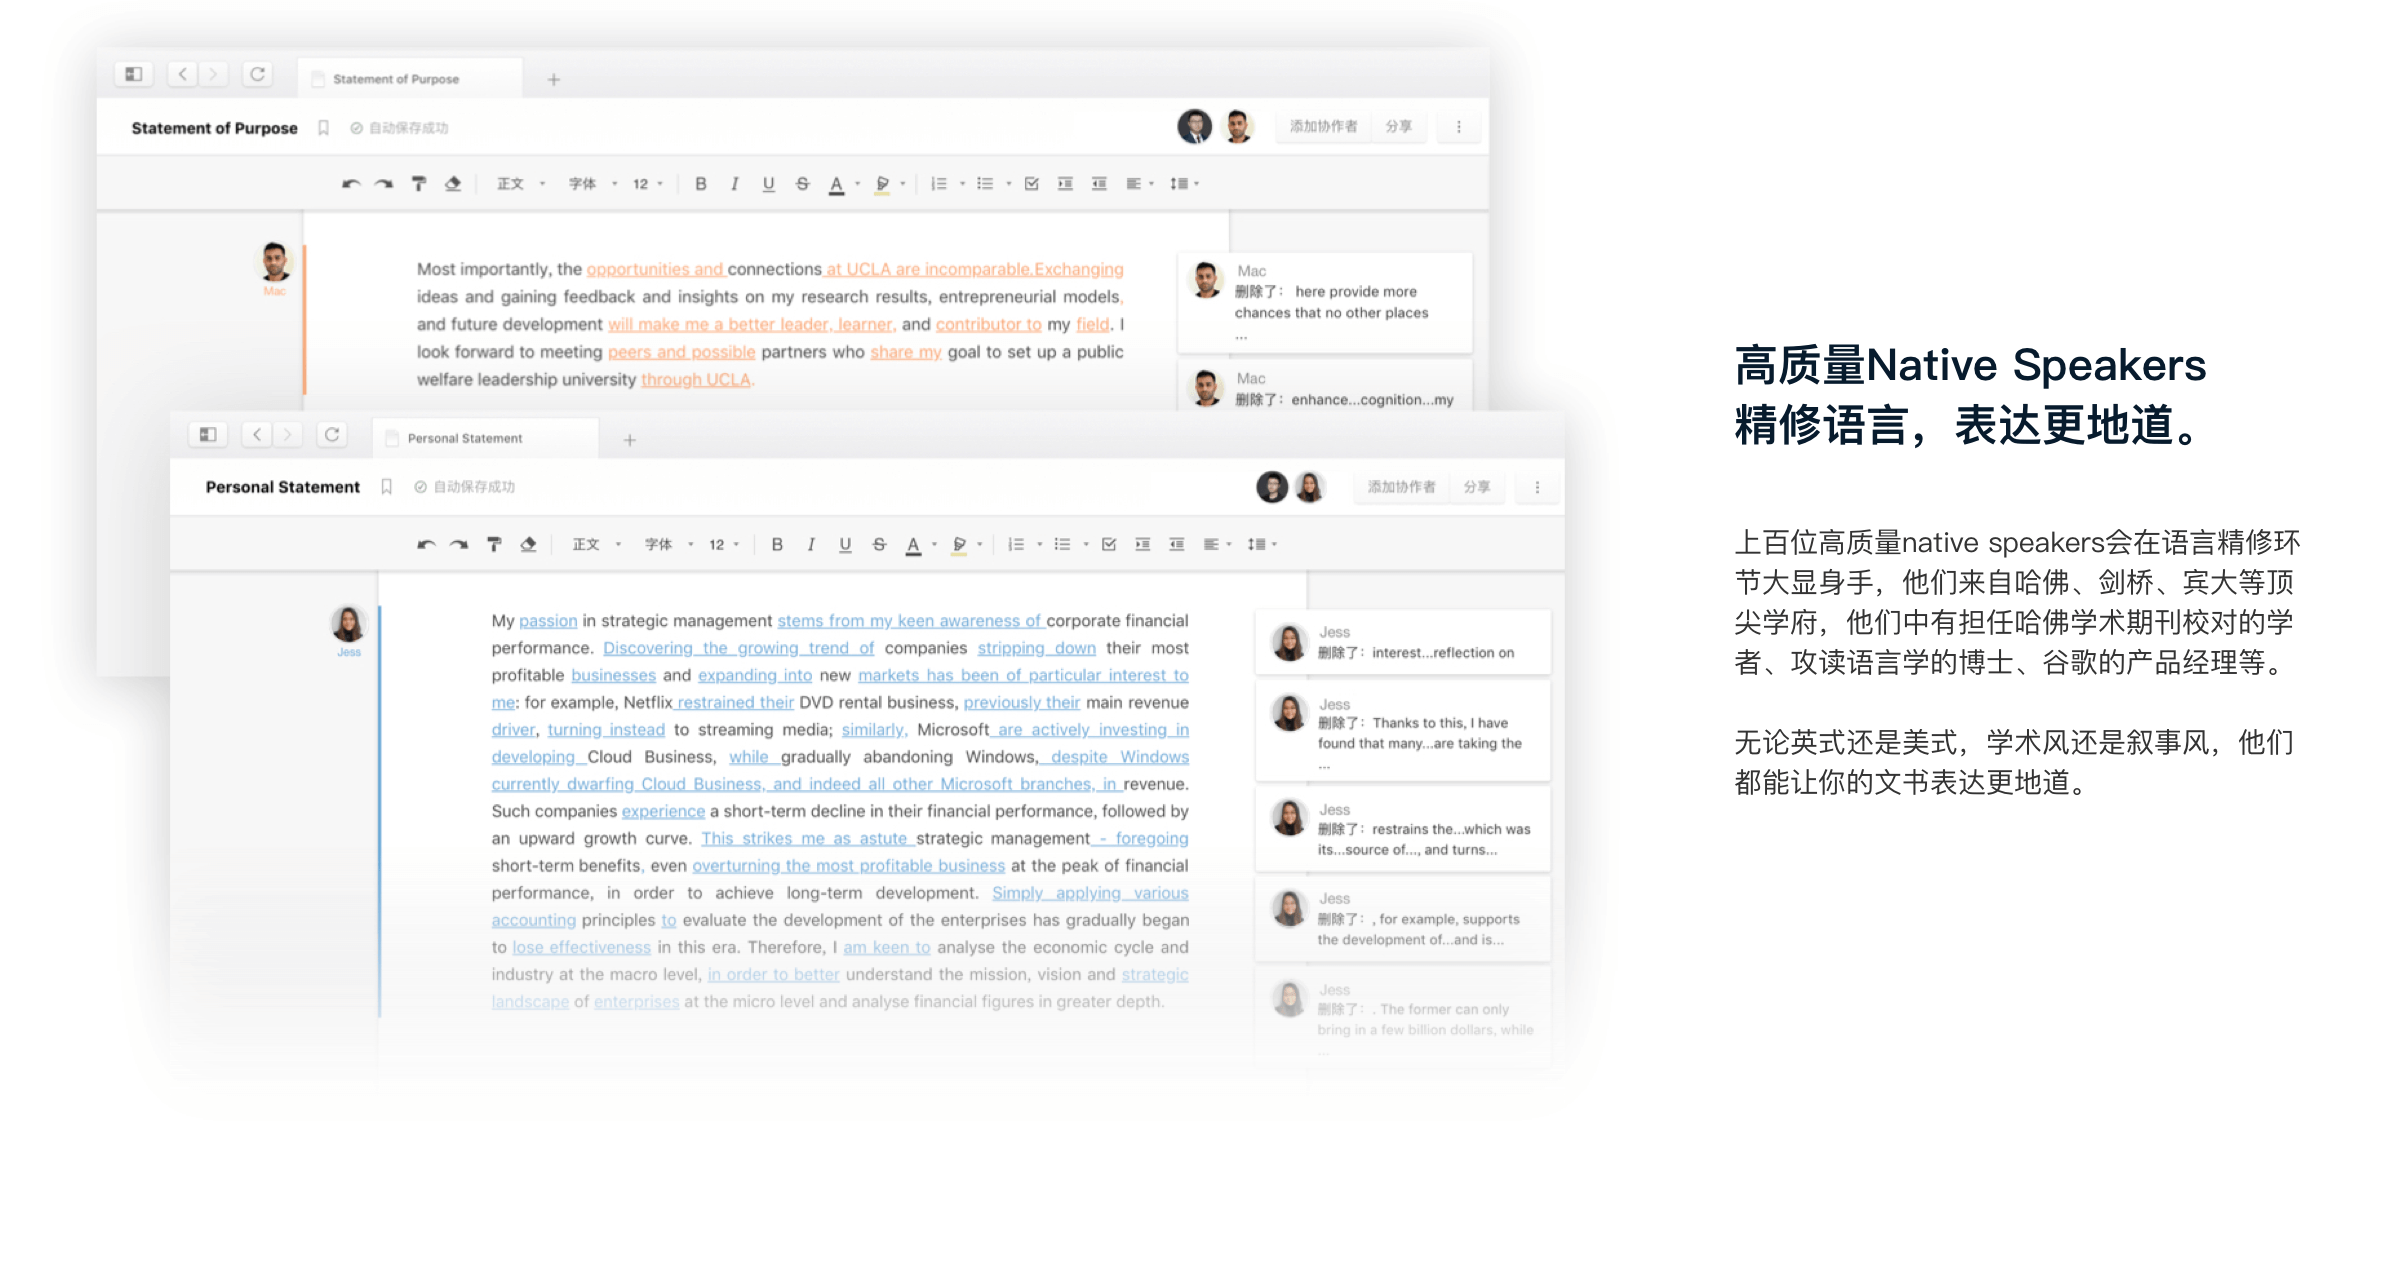 Statement of Purpose
Statement of Purpose
自动保存成功
添加协作者
分享
正文
字体
12
B I U S A
Mac
Most importantly, the opportunities and connections at UCLA are incomparable.Exchanging
ideas and gaining feedback and insights on my research results, entrepreneurial models,
and future development will make me a better leader, learner, and contributor to my field. I
look forward to meeting peers and possible partners who share my goal to set up a public
welfare leadership university through UCLA.
Mac
删除了： here provide more
chances that no other places
...
Mac
删除了：enhance...cognition...my
Personal Statement
Personal Statement
自动保存成功
添加协作者
分享
正文
字体
12
B I U S A
Jess
My passion in strategic management stems from my keen awareness of corporate financial
performance. Discovering the growing trend of companies stripping down their most
profitable businesses and expanding into new markets has been of particular interest to
me: for example, Netflix restrained their DVD rental business, previously their main revenue
driver, turning instead to streaming media; similarly, Microsoft are actively investing in
developing Cloud Business, while gradually abandoning Windows, despite Windows
currently dwarfing Cloud Business, and indeed all other Microsoft branches, in revenue.
Such companies experience a short-term decline in their financial performance, followed by
an upward growth curve. This strikes me as astute strategic management - foregoing
short-term benefits, even overturning the most profitable business at the peak of financial
performance, in order to achieve long-term development. Simply applying various
accounting principles to evaluate the development of the enterprises has gradually began
to lose effectiveness in this era. Therefore, I am keen to analyse the economic cycle and
industry at the macro level, in order to better understand the mission, vision and strategic
landscape of enterprises at the micro level and analyse financial figures in greater depth.
Jess
删除了：interest...reflection on
Jess
删除了：Thanks to this, I have
found that many...are taking the
...
Jess
删除了：restrains the...which was
its...source of..., and turns...
Jess
删除了：, for example, supports
the development of...and is...
Jess
删除了：. The former can only
bring in a few billion dollars, while
...
高质量Native Speakers
精修语言，表达更地道。
上百位高质量native speakers会在语言精修环
节大显身手，他们来自哈佛、剑桥、宾大等顶
尖学府，他们中有担任哈佛学术期刊校对的学
者、攻读语言学的博士、谷歌的产品经理等。
无论英式还是美式，学术风还是叙事风，他们
都能让你的文书表达更地道。